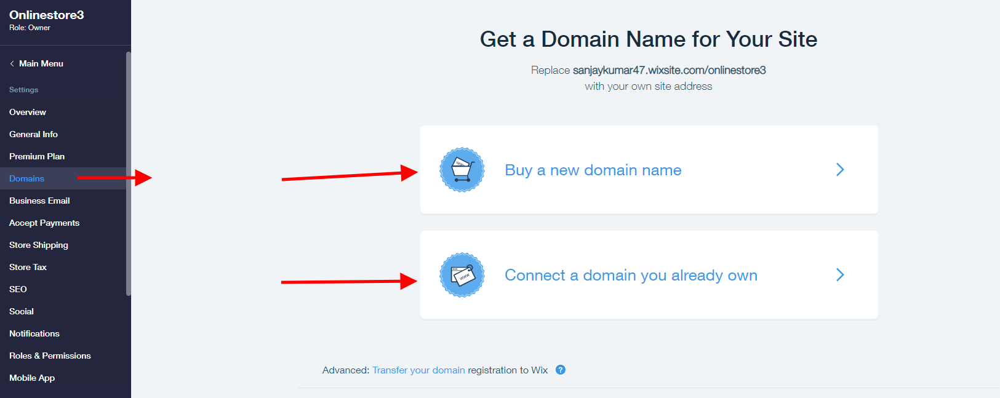 Onlinestore3
Role: Owner
Main Menu
Settings
Overview
General Info
Premium Plan
Domains
Business Email
Accept Payments
Store Shipping
Store Tax
SEO
Social
Notifications
Roles & Permissions
Mobile App
Get a Domain Name for Your Site
Replace sanjaykumar47.wixsite.com/onlinestore3
with your own site address
www
Buy a new domain name
www
Connect a domain you already own
Advanced: Transfer your domain registration to Wix ?